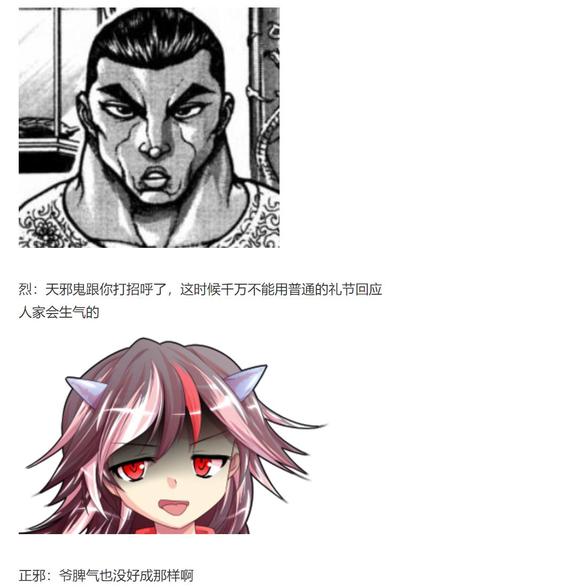 烈：天邪鬼跟你打招呼了，这时候千万不能用普通的礼节回应
人家会生气的
正邪：爷脾气也没好成那样啊